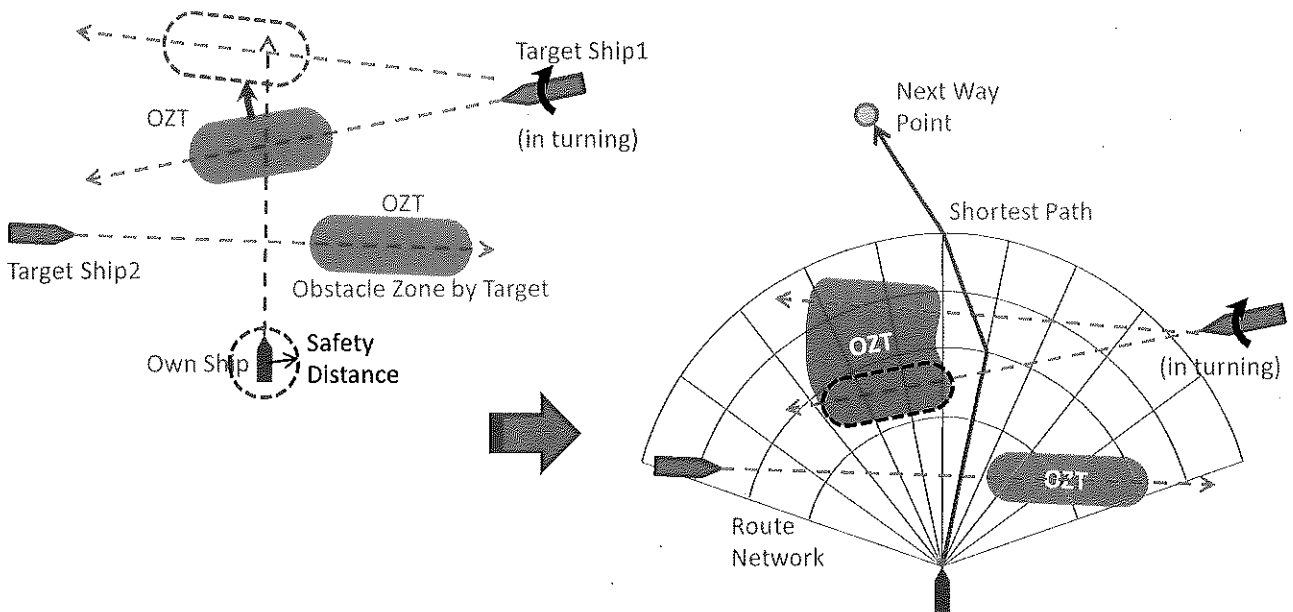 Target Ship1
OZT
(in turning)
OZT
Target Ship2
Obstacle Zone by Target
Own Ship
Safety
Distance
Next Way
Point
Shortest Path
OZT
(in turning)
OZT
Route
Network